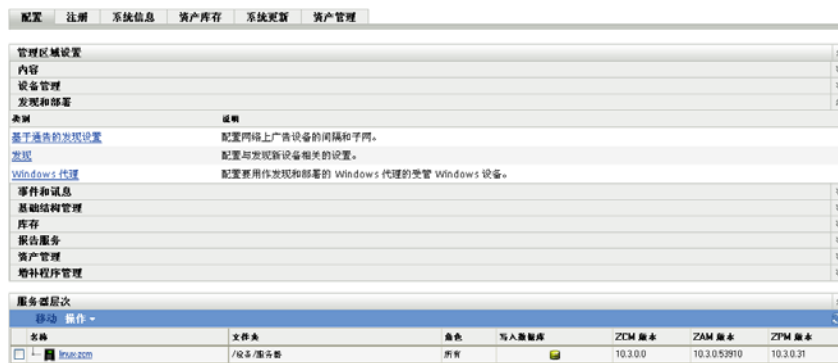 配置 注册 系统信息 资产库存 系统更新 资产管理
管理区域设置
内容
设备管理
发现和部署
类别 说明
基于通告的发现设置 配置网络上广告设备的间隔和子网。
发现 配置与发现新设备相关的设置。
Windows 代理 配置要用作发现和部署的 Windows 代理的受管 Windows 设备。
事件和讯息
基础结构管理
库存
报告服务
资产管理
增补程序管理
服务器层次
移动 操作
名称 文件夹 角色 写入数据库 ZCM 版本 ZAM 版本 ZPM 版本
linux-zcm /设备/服务器 所有 10.3.0.0 10.3.0.53910 10.3.0.31